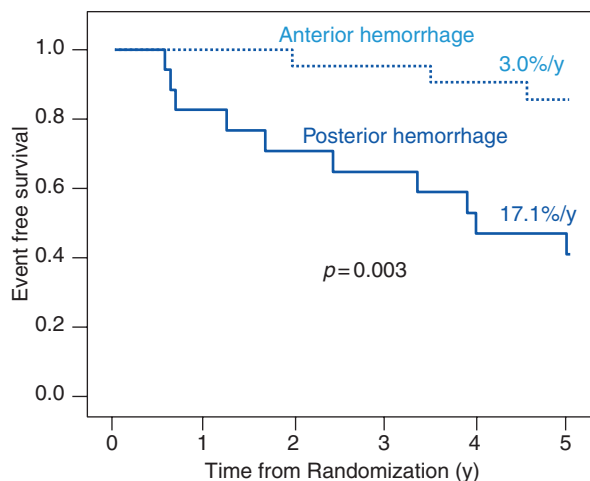 Anterior hemorrhage
3.0%/y
Posterior hemorrhage
17.1%/y
p=0.003
Event free survival
1.0
0.8
0.6
0.4
0.2
0.0
0 1 2 3 4 5
Time from Randomization (y)